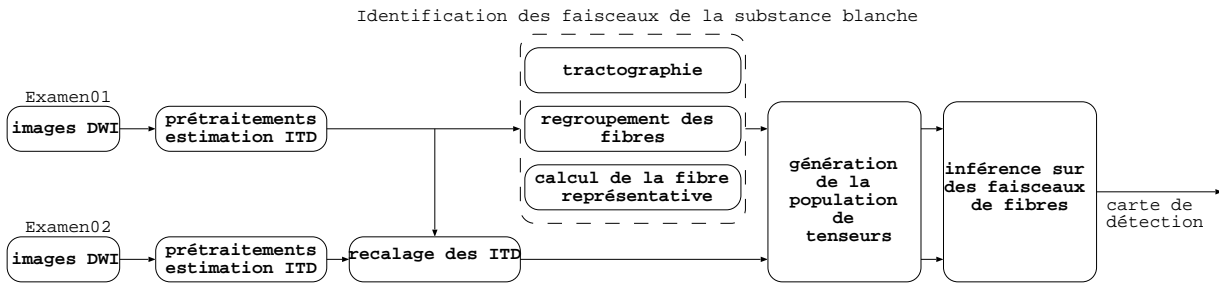 Identification des faisceaux de la substance blanche
Examen01
images DWI
prétraitements
estimation ITD
tractographie
regroupement des
fibres
calcul de la fibre
représentative
génération
de la
population
de
tenseurs
inférence sur
des faisceaux
de fibres
carte de
détection
Examen02
images DWI
prétraitements
estimation ITD
recalage des ITD